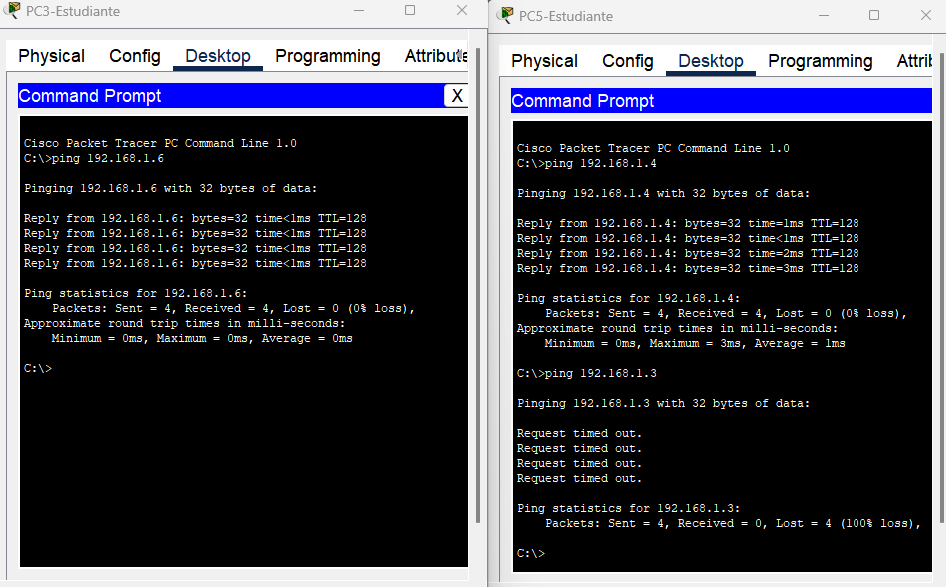 PC3-Estudiante
Physical Config Desktop Programming
Command Prompt X
Cisco Packet Tracer PC Command Line 1.0
C:\>ping 192.168.1.6
Pinging 192.168.1.6 with 32 bytes of data:
Reply from 192.168.1.6: bytes=32 time<1ms TTL=128
Reply from 192.168.1.6: bytes=32 time<1ms TTL=128
Reply from 192.168.1.6: bytes=32 time<1ms TTL=128
Reply from 192.168.1.6: bytes=32 time<1ms TTL=128
Ping statistics for 192.168.1.6:
Packets: Sent = 4, Received = 4, Lost = 0 (0% loss),
Approximate round trip times in milli-seconds:
Minimum = 0ms, Maximum = 0ms, Average = 0ms
C:\>
PC5-Estudiante
Physical Config Desktop Programming Attri
Command Prompt
Cisco Packet Tracer PC Command Line 1.0
C:\>ping 192.168.1.4
Pinging 192.168.1.4 with 32 bytes of data:
Reply from 192.168.1.4: bytes=32 time=1ms TTL=128
Reply from 192.168.1.4: bytes=32 time<1ms TTL=128
Reply from 192.168.1.4: bytes=32 time=2ms TTL=128
Reply from 192.168.1.4: bytes=32 time=3ms TTL=128
Ping statistics for 192.168.1.4:
Packets: Sent = 4, Received = 4, Lost = 0 (0% loss),
Approximate round trip times in milli-seconds:
Minimum = 0ms, Maximum = 3ms, Average = 1ms
C:\>ping 192.168.1.3
Pinging 192.168.1.3 with 32 bytes of data:
Request timed out.
Request timed out.
Request timed out.
Request timed out.
Ping statistics for 192.168.1.3:
Packets: Sent = 4, Received = 0, Lost = 4 (100% loss),
C:\>